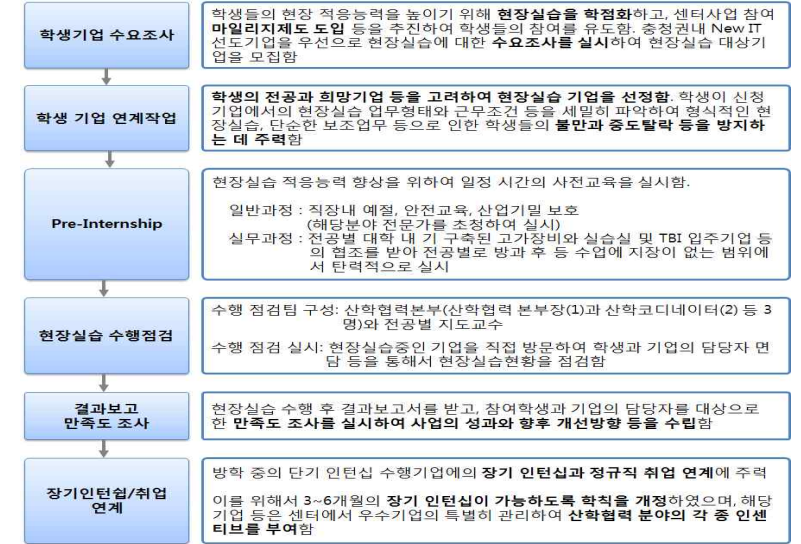 학생기업 수요조사
학생들의 현장 적응능력을 높이기 위해 현장실습을 학점화하고, 센터사업 참여
마일리지제도 도입 등을 추진하여 학생들의 참여를 유도함. 충청권내 New IT
선도기업을 우선으로 현장실습에 대한 수요조사를 실시하여 현장실습 대상기
업을 모집함
학생 기업 연계작업
학생의 전공과 희망기업 등을 고려하여 현장실습 기업을 선정함. 학생이 신청
기업에서의 현장실습 업무형태와 근무조건 등을 세밀히 파악하여 형식적인 현
장실습, 단순한 보조업무 등으로 인한 학생들의 불만과 중도탈락 등을 방지하
는 데 주력함
Pre-Internship
현장실습 적응능력 향상을 위하여 일정 시간의 사전교육을 실시함.
일반과정 : 직장내 예절, 안전교육, 산업기밀 보호
(해당분야 전문가를 초청하여 실시)
실무과정 : 전공별 대학 내 기 구축된 고가장비와 실습실 및 TBI 입주기업 등
의 협조를 받아 전공별로 방과 후 등 수업에 지장이 없는 범위에
서 탄력적으로 실시
현장실습 수행점검
수행 점검팀 구성: 산학협력본부(산학협력 본부장(1)과 산학코디네이터(2) 등 3
명)와 전공별 지도교수
수행 점검 실시: 현장실습중인 기업을 직접 방문하여 학생과 기업의 담당자 면
담 등을 통해서 현장실습현황을 점검함
결과보고
만족도 조사
현장실습 수행 후 결과보고서를 받고, 참여학생과 기업의 담당자를 대상으로
한 만족도 조사를 실시하여 사업의 성과와 향후 개선방향 등을 수립함
장기인턴쉽/취업
연계
방학 중의 단기 인턴십 수행기업에의 장기 인턴십과 정규직 취업 연계에 주력
이를 위해서 3~6개월의 장기 인턴십이 가능하도록 학칙을 개정하였으며, 해당
기업 등은 센터에서 우수기업의 특별히 관리하여 산학협력 분야의 각 종 인센
티브를 부여함